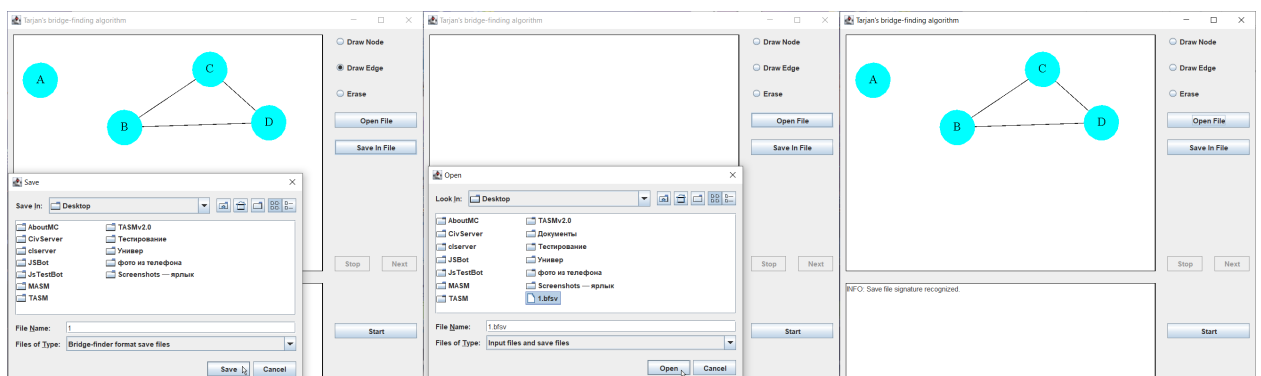 Tarjan's bridge-finding algorithm
Draw Node
Draw Edge
Erase
Open File
Save In File
A
C
B
D
Save
Save In: Desktop
AboutMC
CivServer
clserver
JSBot
JsTestBot
MASM
TASM
TASMv2.0
Тестирование
Универ
фото из телефона
Screenshots — ярлык
File Name: 1
Files of Type: Bridge-finder format save files
Save
Cancel
Stop
Next
Start
Tarjan's bridge-finding algorithm
Draw Node
Draw Edge
Erase
Open File
Save In File
Open
Look In: Desktop
AboutMC
CivServer
clserver
JSBot
JsTestBot
MASM
TASM
TASMv2.0
Документы
Тестирование
Универ
фото из телефона
Screenshots — ярлык
1.bfsv
File Name: 1.bfsv
Files of Type: Input files and save files
Open
Cancel
Stop
Next
Start
Tarjan's bridge-finding algorithm
Draw Node
Draw Edge
Erase
Open File
Save In File
A
C
B
D
Stop
Next
INFO: Save file signature recognized.
Start